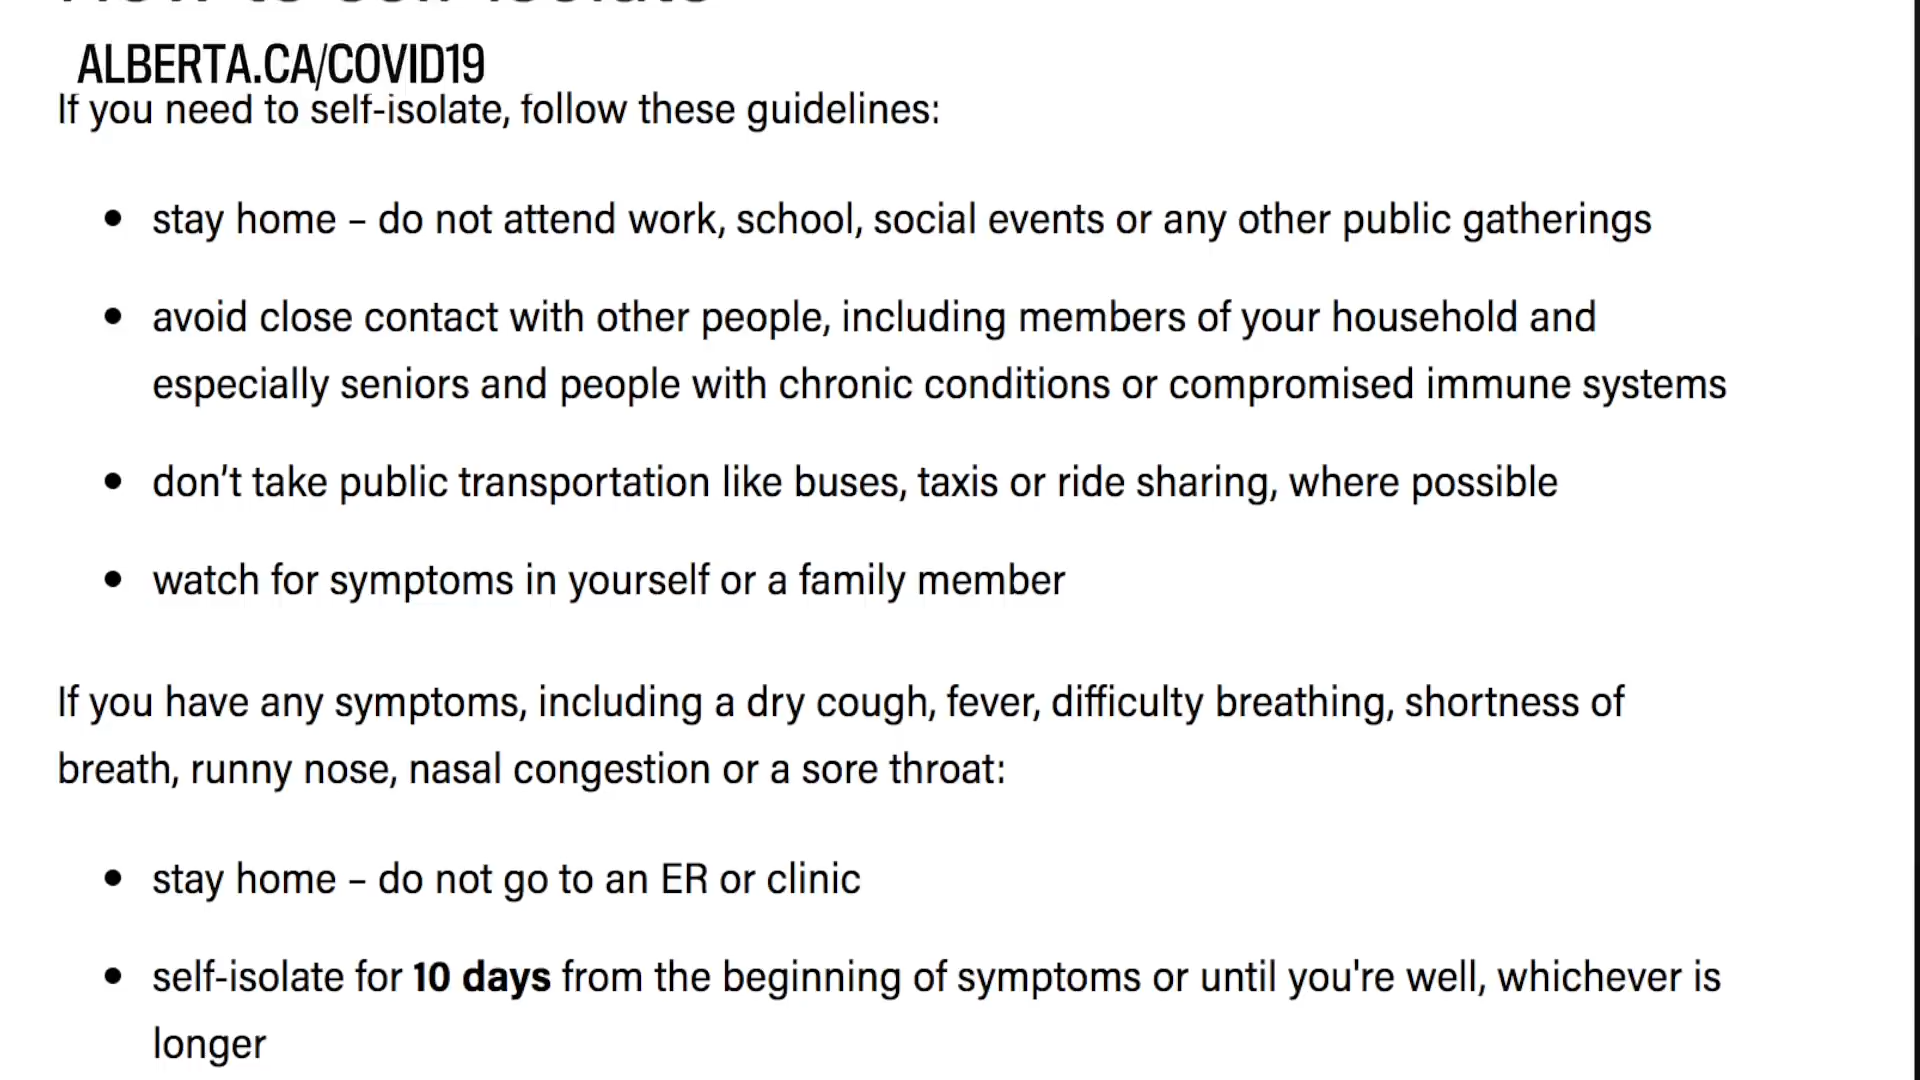 How to self-isolate
ALBERTA.CA/COVID19
If you need to self-isolate, follow these guidelines:
• stay home – do not attend work, school, social events or any other public gatherings
• avoid close contact with other people, including members of your household and
especially seniors and people with chronic conditions or compromised immune systems
• don’t take public transportation like buses, taxis or ride sharing, where possible
• watch for symptoms in yourself or a family member
If you have any symptoms, including a dry cough, fever, difficulty breathing, shortness of
breath, runny nose, nasal congestion or a sore throat:
• stay home – do not go to an ER or clinic
• self-isolate for 10 days from the beginning of symptoms or until you're well, whichever is
longer